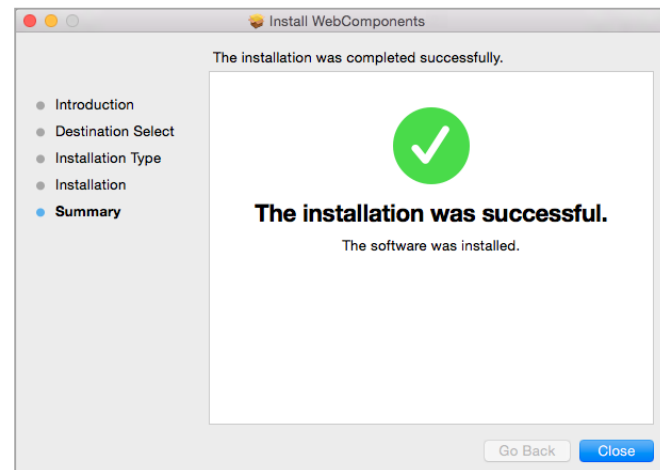 Install WebComponents
The installation was completed successfully.
Introduction
Destination Select
Installation Type
Installation
Summary
The installation was successful.
The software was installed.
Go Back
Close